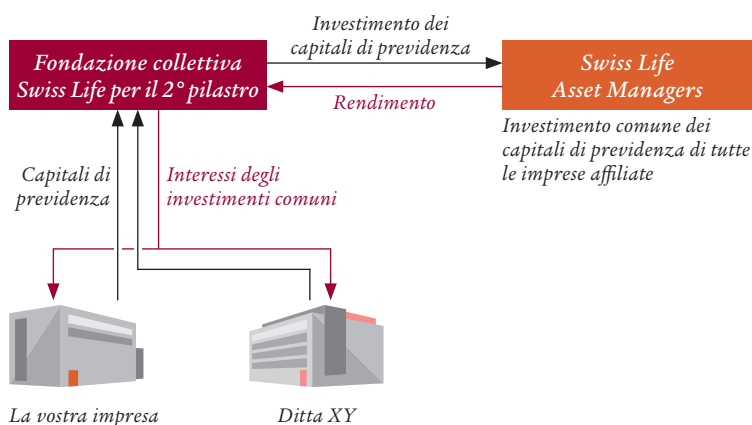 Investimento dei
capitali di previdenza
Fondazione collettiva
Swiss Life per il 2° pilastro
Swiss Life
Asset Managers
Rendimento
Investimento comune dei
capitali di previdenza di tutte
le imprese affiliate
Capitali di
previdenza
Interessi degli
investimenti comuni
La vostra impresa
Ditta XY